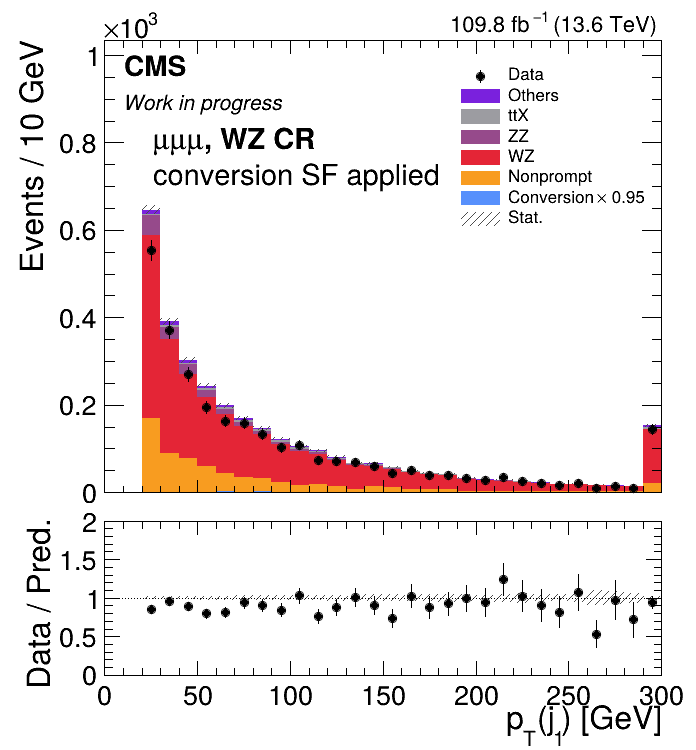 ×10³
109.8 fb⁻¹ (13.6 TeV)
CMS
Work in progress
μμμ, WZ CR
conversion SF applied
Data
Others
ttX
ZZ
WZ
Nonprompt
Conversion × 0.95
Stat.
Events / 10 GeV
1
0.8
0.6
0.4
0.2
0
Data / Pred.
2
1.5
1
0.5
0
0 50 100 150 200 250 300
p_T(j_1) [GeV]